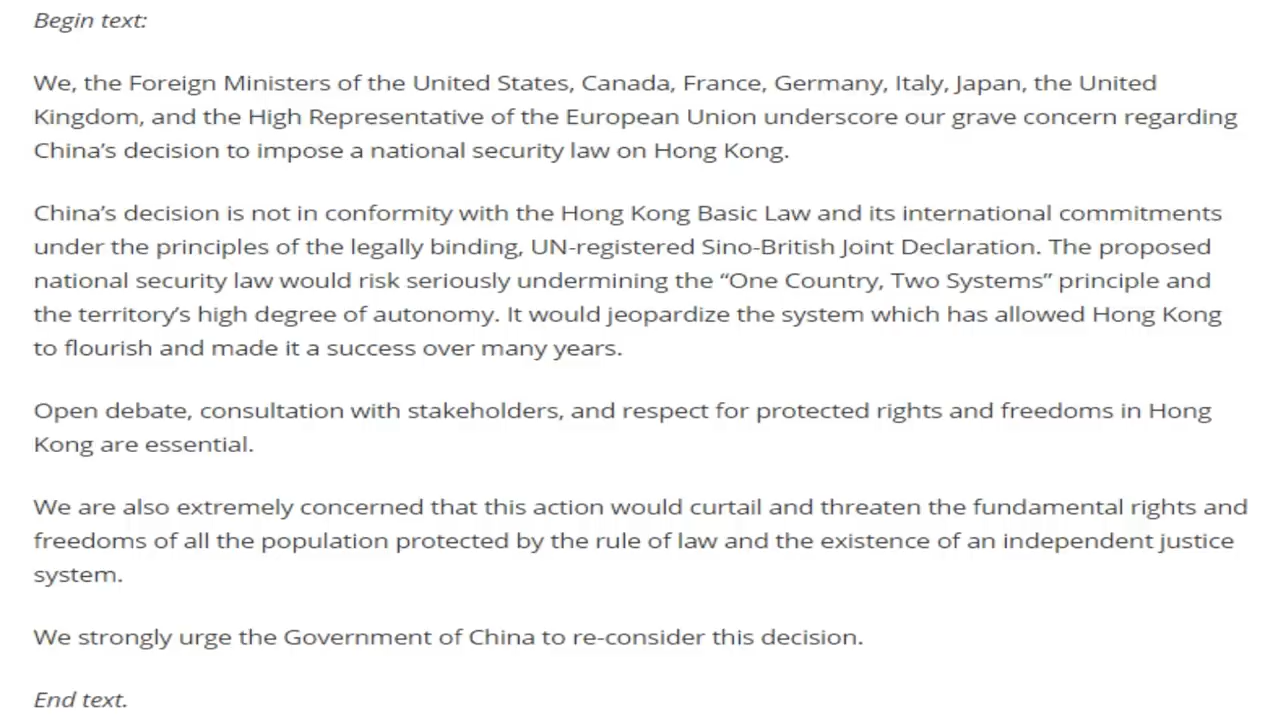 Begin text:
We, the Foreign Ministers of the United States, Canada, France, Germany, Italy, Japan, the United
Kingdom, and the High Representative of the European Union underscore our grave concern regarding
China’s decision to impose a national security law on Hong Kong.
China’s decision is not in conformity with the Hong Kong Basic Law and its international commitments
under the principles of the legally binding, UN-registered Sino-British Joint Declaration. The proposed
national security law would risk seriously undermining the “One Country, Two Systems” principle and
the territory’s high degree of autonomy. It would jeopardize the system which has allowed Hong Kong
to flourish and made it a success over many years.
Open debate, consultation with stakeholders, and respect for protected rights and freedoms in Hong
Kong are essential.
We are also extremely concerned that this action would curtail and threaten the fundamental rights and
freedoms of all the population protected by the rule of law and the existence of an independent justice
system.
We strongly urge the Government of China to re-consider this decision.
End text.